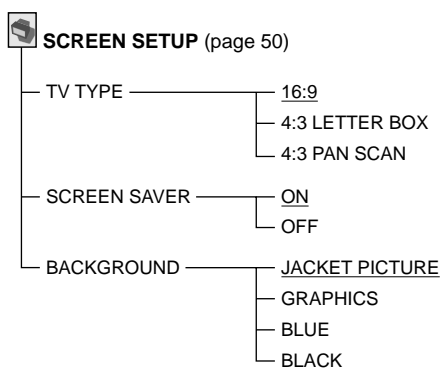 SCREEN SETUP (page 50)
TV TYPE 16:9
4:3 LETTER BOX
4:3 PAN SCAN
SCREEN SAVER ON
OFF
BACKGROUND JACKET PICTURE
GRAPHICS
BLUE
BLACK